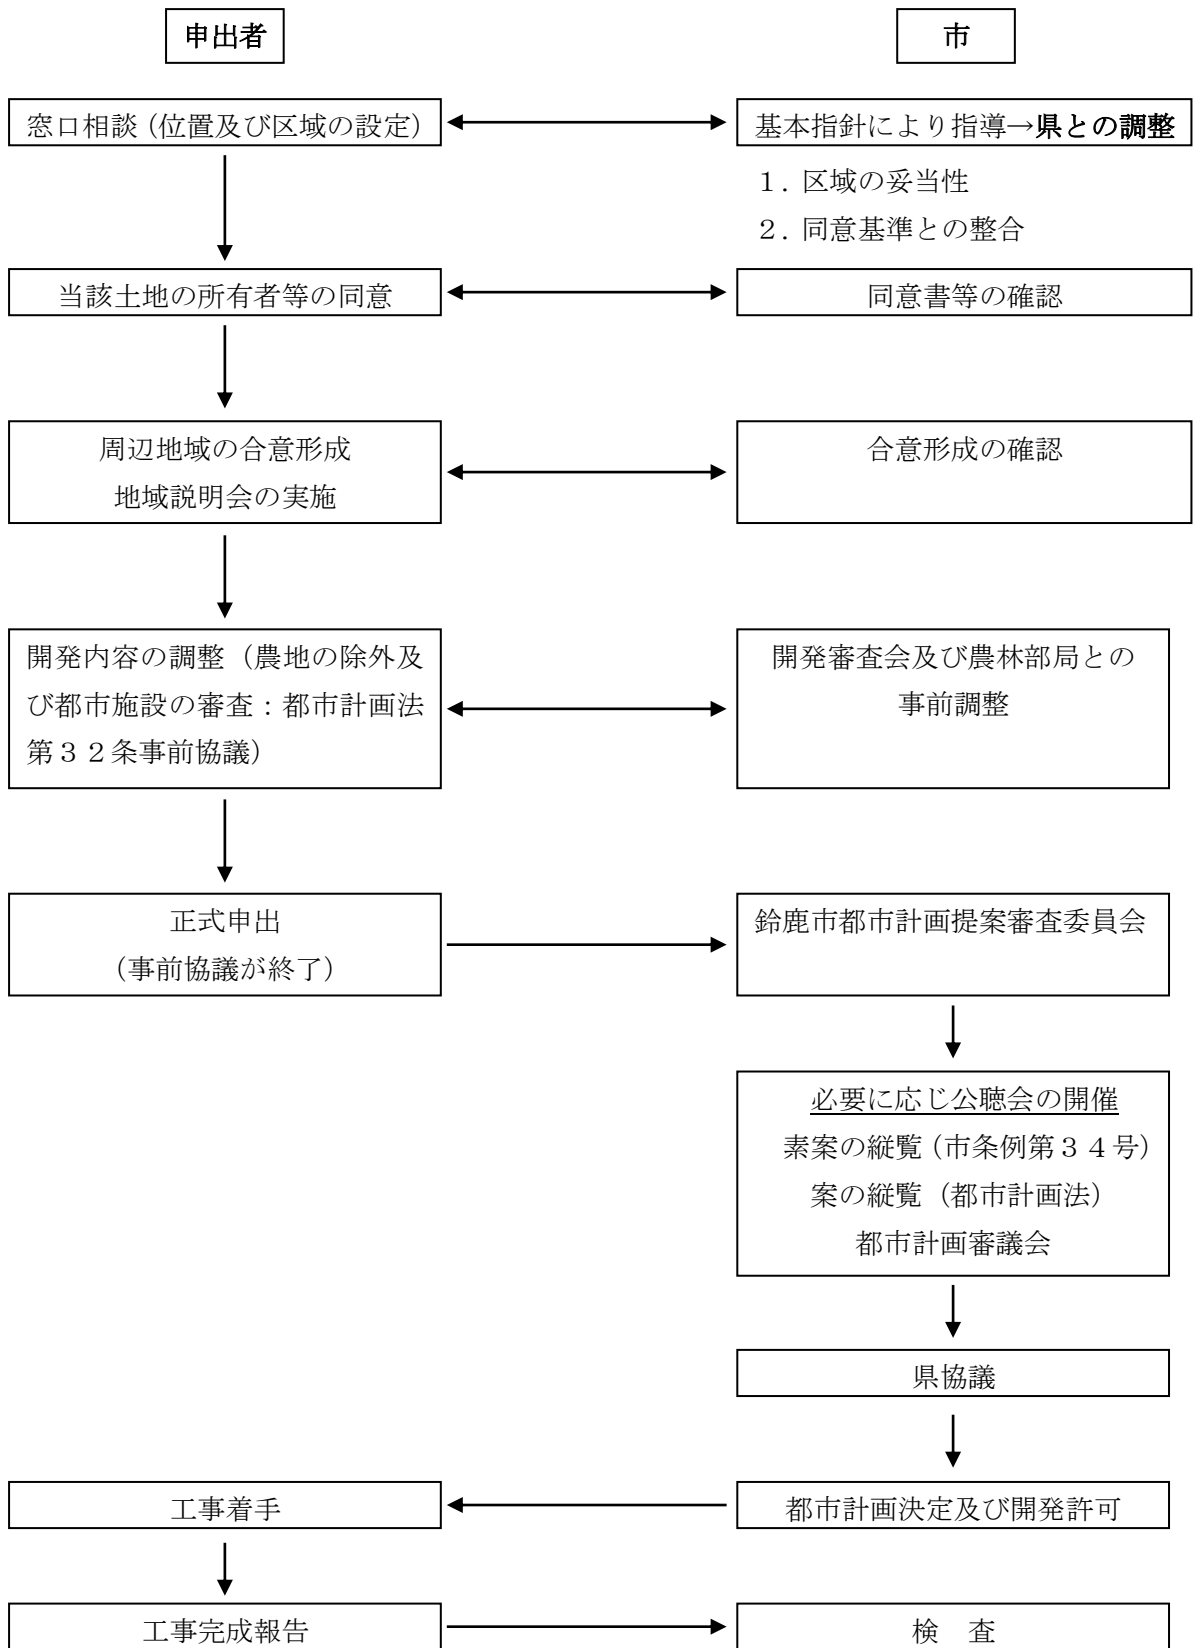 申出者
市
窓口相談（位置及び区域の設定）
基本指針により指導→県との調整
１．区域の妥当性
２．同意基準との整合
当該土地の所有者等の同意
同意書等の確認
周辺地域の合意形成
地域説明会の実施
合意形成の確認
開発内容の調整（農地の除外及
び都市施設の審査：都市計画法
第３２条事前協議）
開発審査会及び農林部局との
事前調整
正式申出
（事前協議が終了）
鈴鹿市都市計画提案審査委員会
必要に応じ公聴会の開催
素案の縦覧（市条例第３４号）
案の縦覧（都市計画法）
都市計画審議会
県協議
工事着手
都市計画決定及び開発許可
工事完成報告
検　査